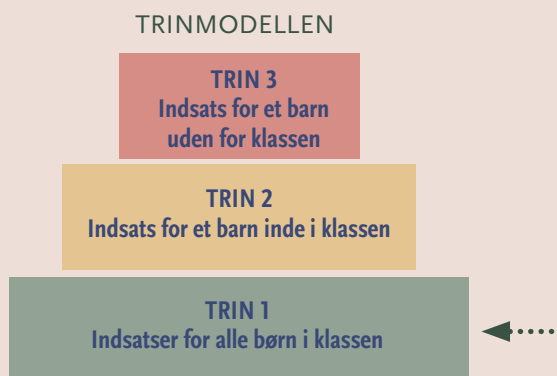 TRINMODELLEN
TRIN 3
Indsats for et barn
uden for klassen
TRIN 2
Indsats for et barn inde i klassen
TRIN 1
Indsatser for alle børn i klassen